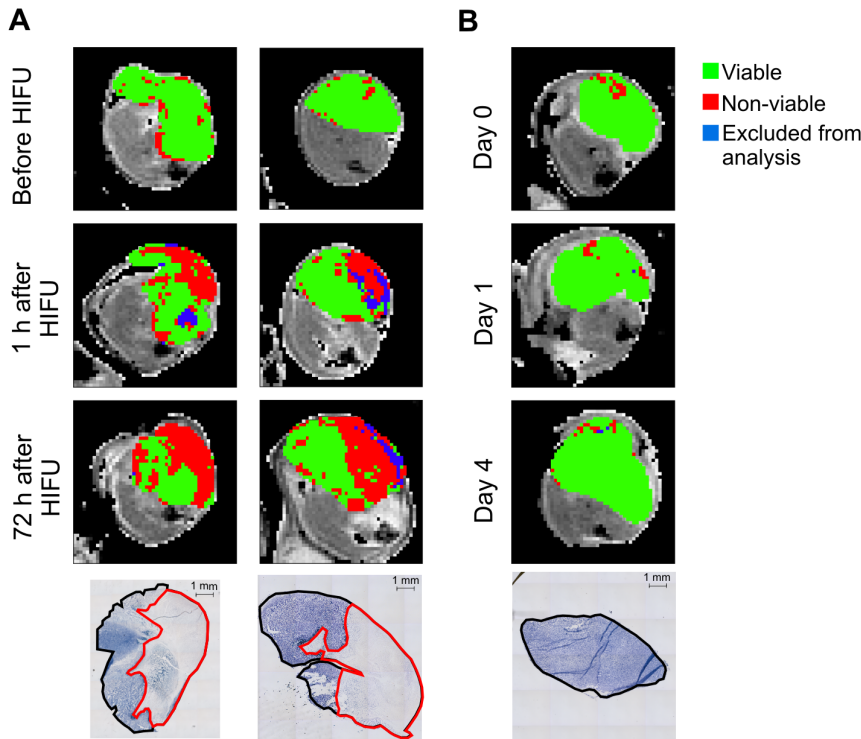 A
B
Before HIFU
Day 0
Viable
Non-viable
Excluded from
analysis
1 h after
HIFU
Day 1
72 h after
HIFU
Day 4
1 mm
1 mm
1 mm